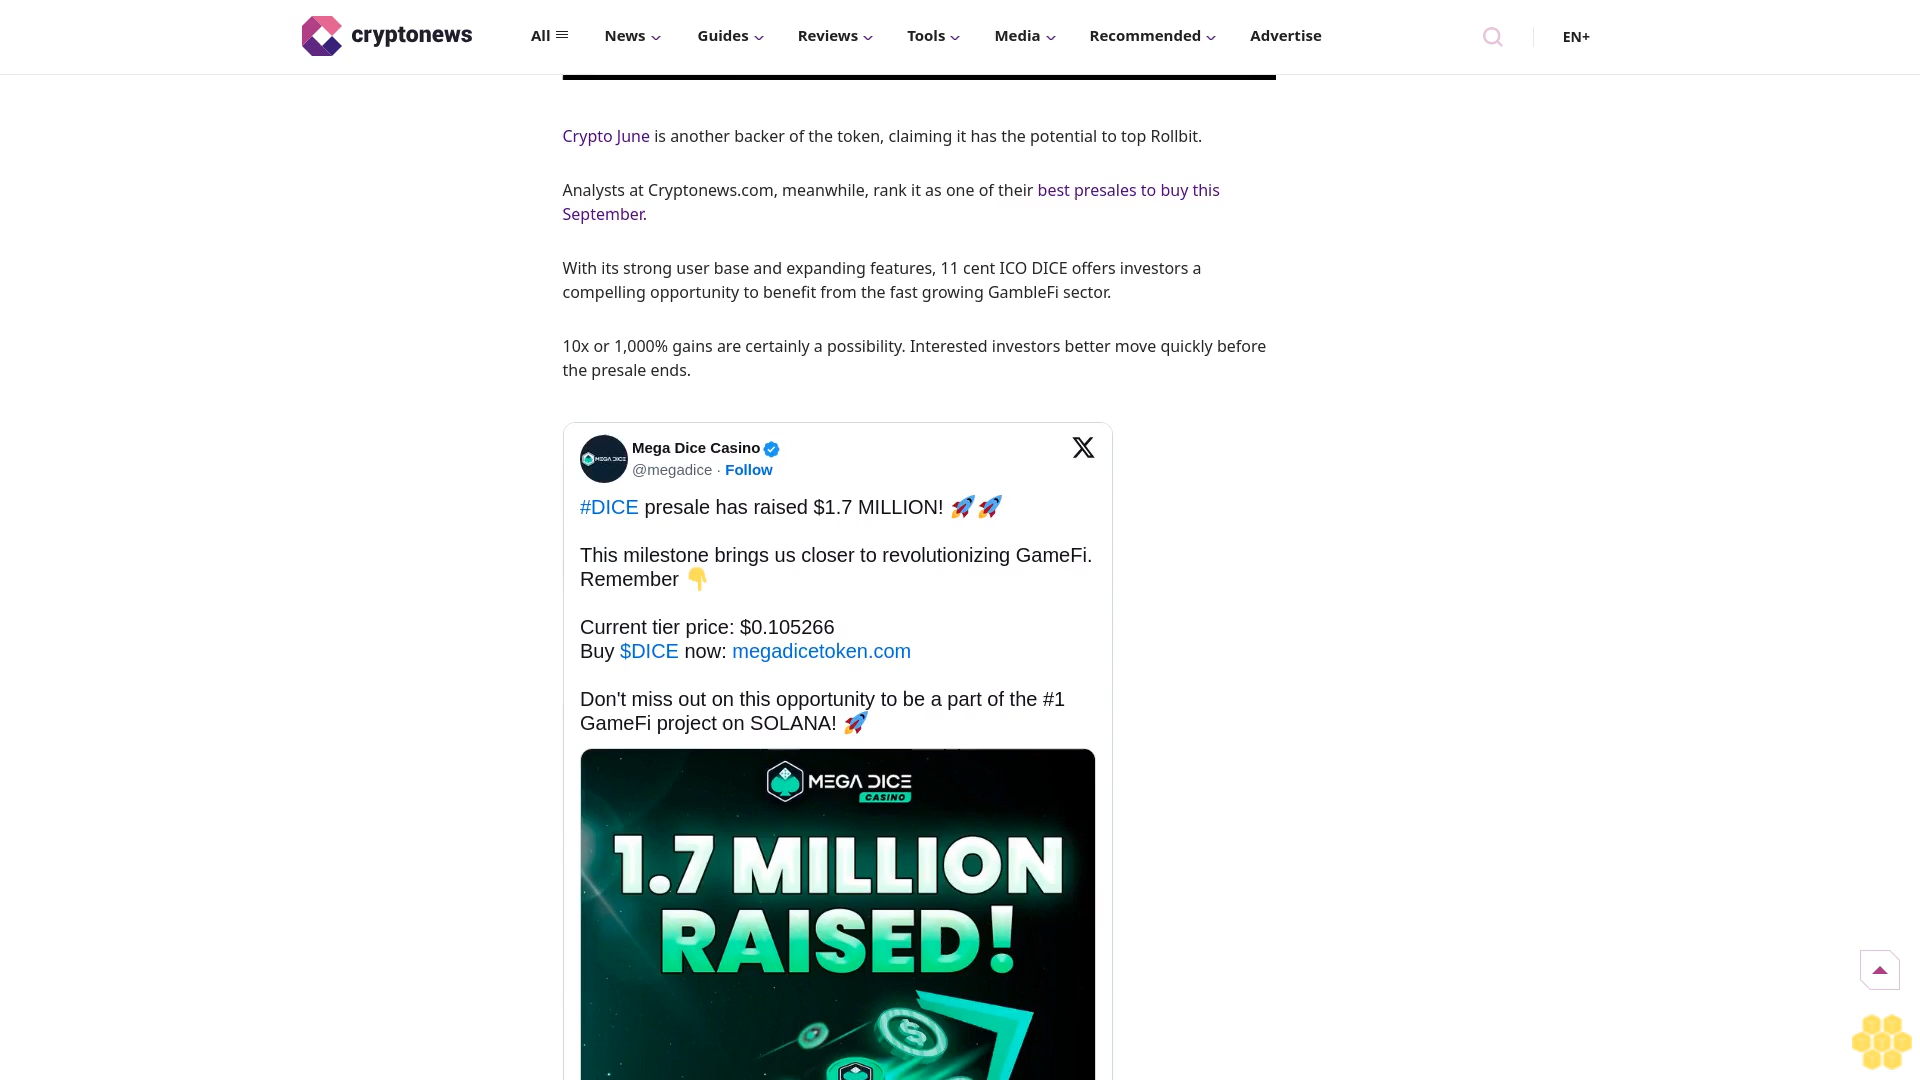 cryptonews
All News Guides Reviews Tools Media Recommended Advertise EN+
Crypto June is another backer of the token, claiming it has the potential to top Rollbit.
Analysts at Cryptonews.com, meanwhile, rank it as one of their best presales to buy this
September.
With its strong user base and expanding features, 11 cent ICO DICE offers investors a
compelling opportunity to benefit from the fast growing GambleFi sector.
10x or 1,000% gains are certainly a possibility. Interested investors better move quickly before
the presale ends.
MEGA DICE
Mega Dice Casino
@megadice · Follow
#DICE presale has raised $1.7 MILLION! 🚀🚀
This milestone brings us closer to revolutionizing GameFi.
Remember 👇
Current tier price: $0.105266
Buy $DICE now: megadicetoken.com
Don't miss out on this opportunity to be a part of the #1
GameFi project on SOLANA! 🚀
MEGA DICE
CASINO
1.7 MILLION
RAISED!
$